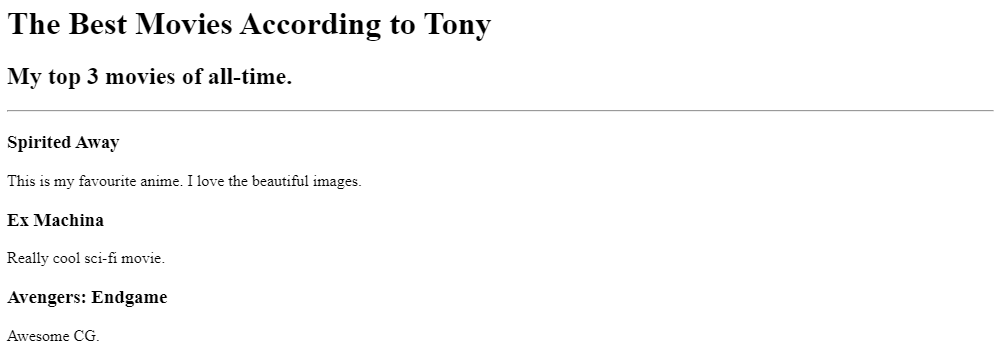 The Best Movies According to Tony
My top 3 movies of all-time.
Spirited Away
This is my favourite anime. I love the beautiful images.
Ex Machina
Really cool sci-fi movie.
Avengers: Endgame
Awesome CG.